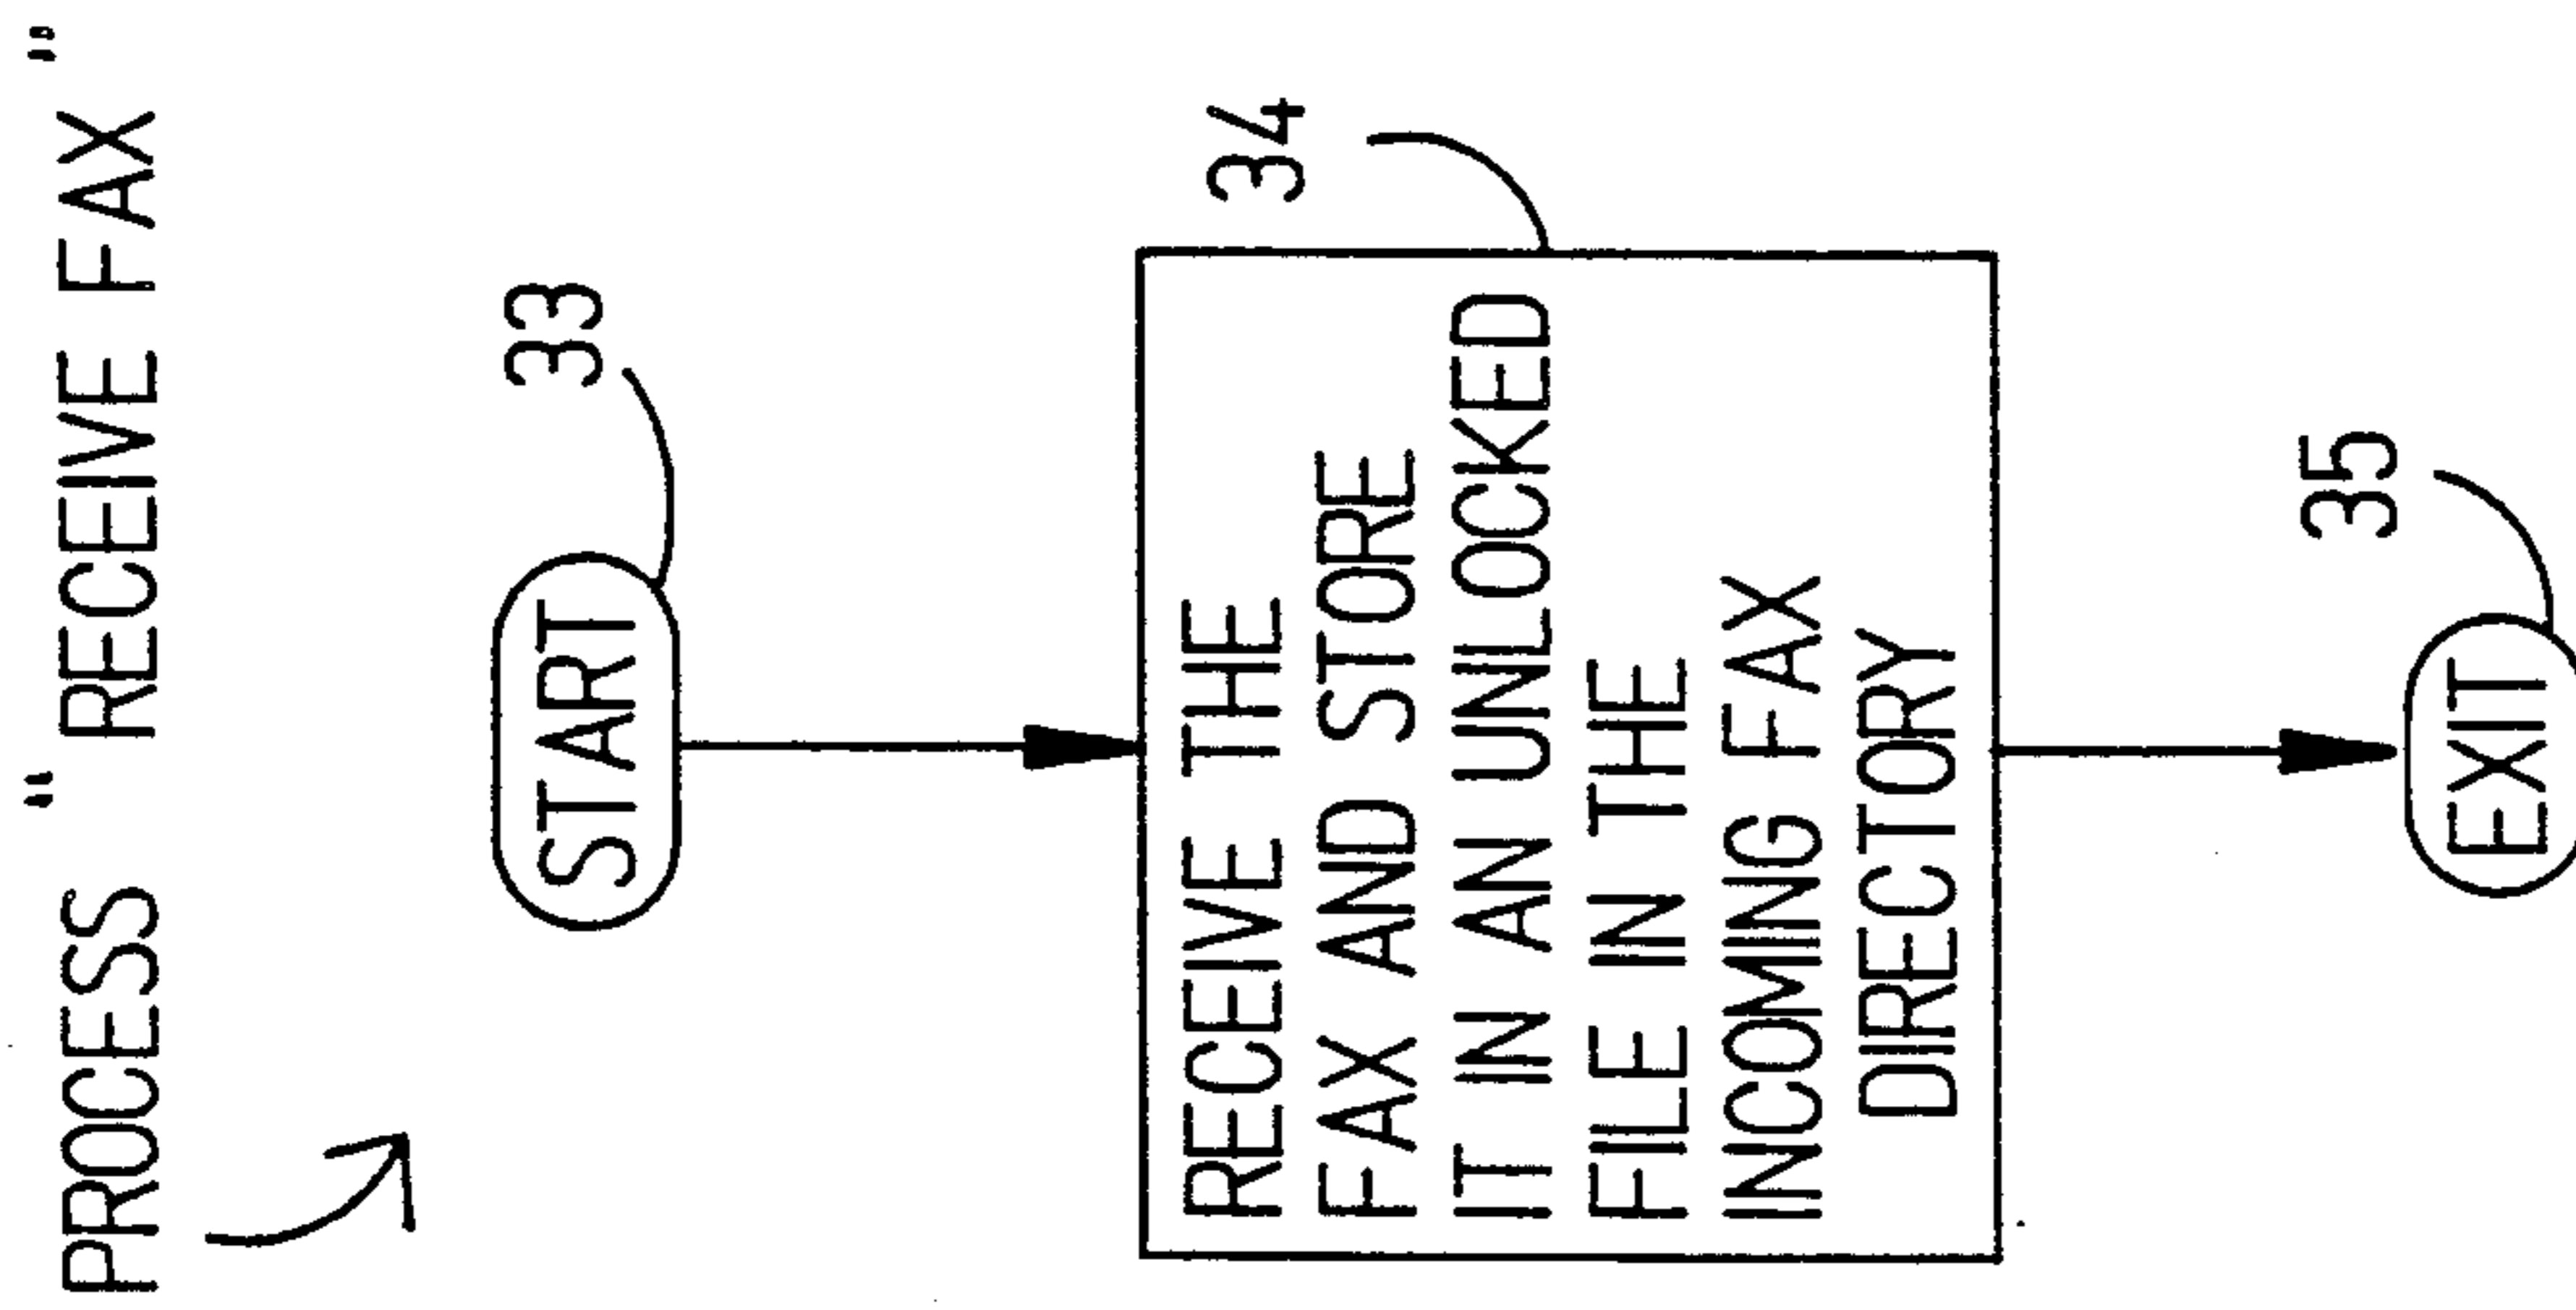 PROCESS " RECEIVE FAX "
33
START
34
RECEIVE THE
FAX AND STORE
IT IN AN UNLOCKED
FILE IN THE
INCOMING FAX
DIRECTORY
35
EXIT